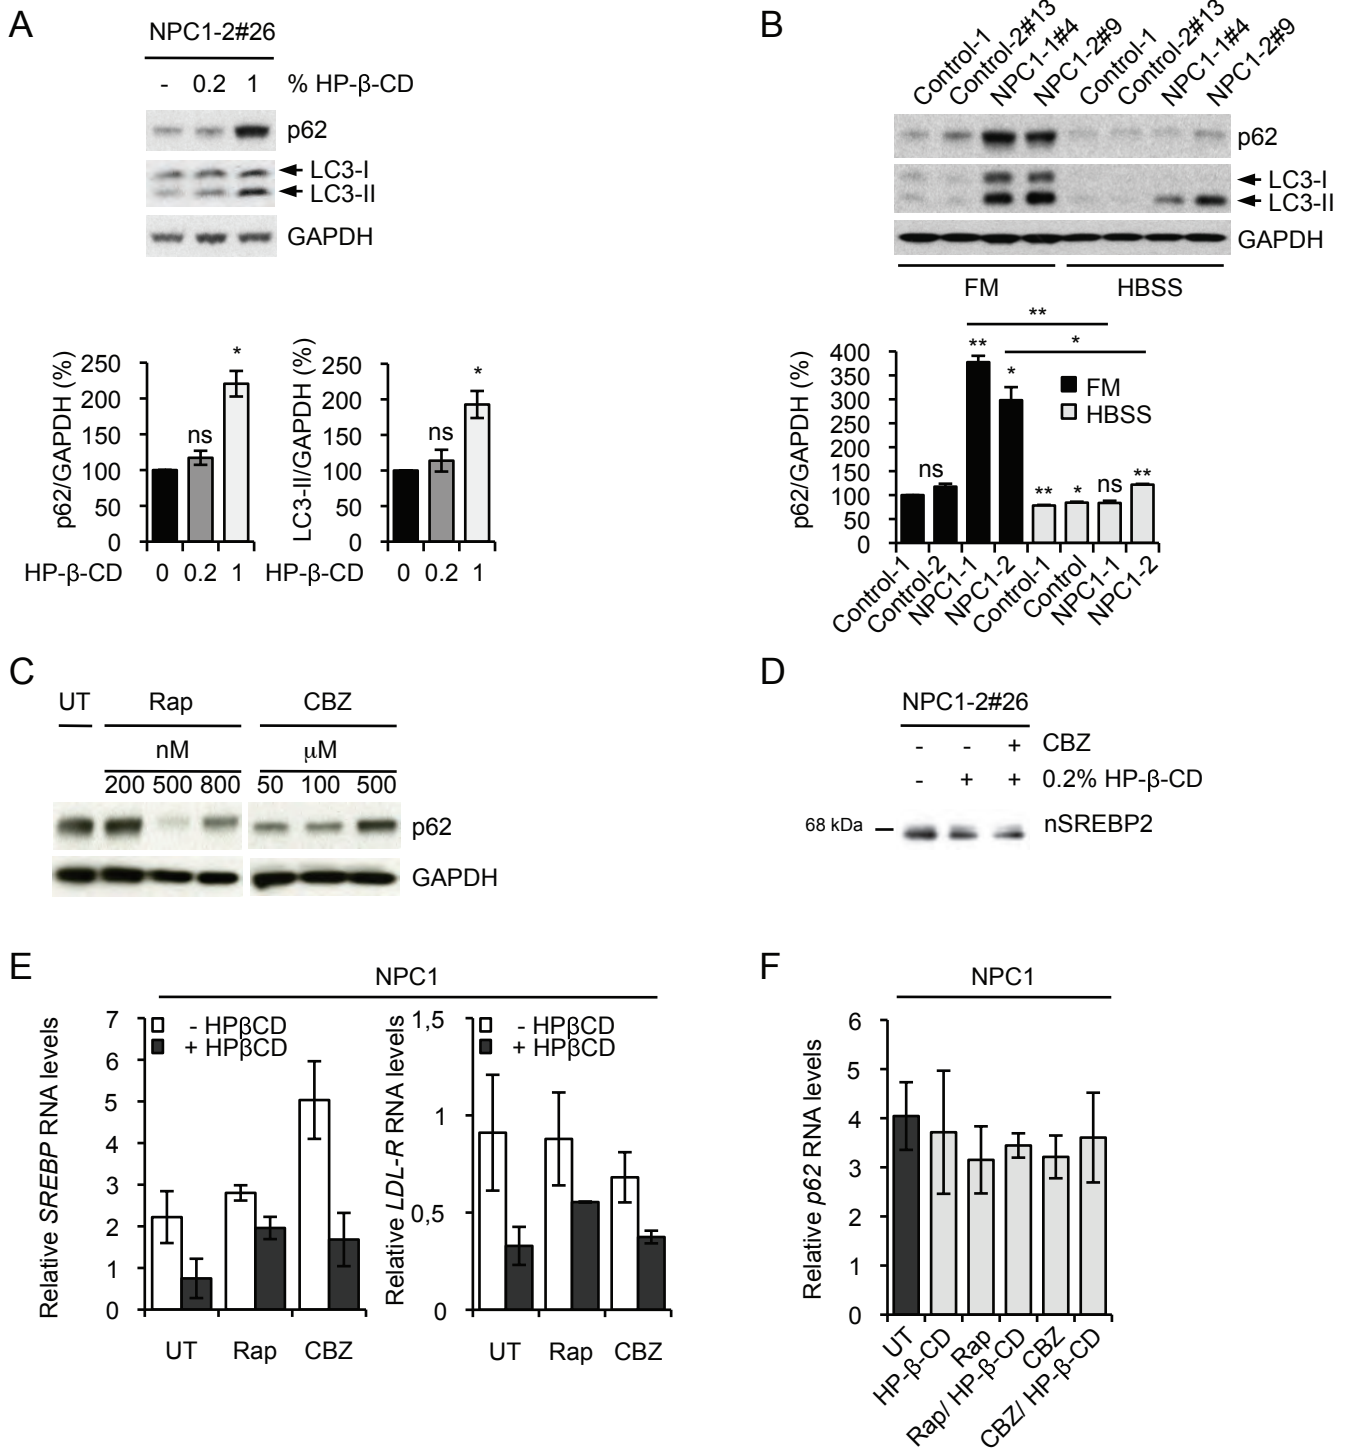 A
NPC1-2#26
- 0.2 1 % HP-β-CD
p62
LC3-I
LC3-II
GAPDH
p62/GAPDH (%)
250
200
150
100
50
0
ns
*
HP-β-CD 0 0.2 1
LC3-II/GAPDH (%)
250
200
150
100
50
0
ns
*
HP-β-CD 0 0.2 1
B
Control-1
Control-2#13
NPC1-1#4
NPC1-2#9
Control-1
Control-2#13
NPC1-1#4
NPC1-2#9
p62
LC3-I
LC3-II
GAPDH
FM HBSS
p62/GAPDH (%)
400
350
300
250
200
150
100
50
0
**
*
ns ** * ** * ns **
FM
HBSS
Control-1
Control-2
NPC1-1
NPC1-2
Control-1
Control
NPC1-1
NPC1-2
C
UT Rap CBZ
nM µM
200 500 800 50 100 500
p62
GAPDH
D
NPC1-2#26
- - + CBZ
- + + 0.2% HP-β-CD
68 kDa
nSREBP2
E
NPC1
Relative SREBP RNA levels
7
6
5
4
3
2
1
0
- HPβCD
+ HPβCD
UT Rap CBZ
Relative LDL-R RNA levels
1,5
1
0,5
0
- HPβCD
+ HPβCD
UT Rap CBZ
F
NPC1
Relative p62 RNA levels
6
5
4
3
2
1
0
UT
HP-β-CD
Rap
Rap/ HP-β-CD
CBZ
CBZ/ HP-β-CD